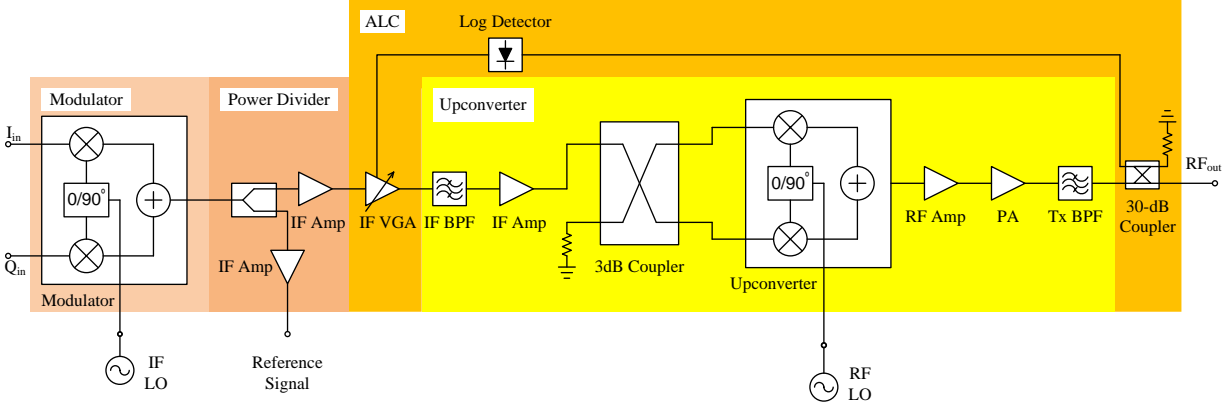 ALC
Log Detector
Modulator
Power Divider
Upconverter
I_in
0/90°
Q_in
Modulator
IF Amp
IF Amp
IF VGA
IF BPF
IF Amp
3dB Coupler
0/90°
Upconverter
RF Amp
PA
Tx BPF
30-dB
Coupler
RF_out
IF
LO
Reference
Signal
RF
LO